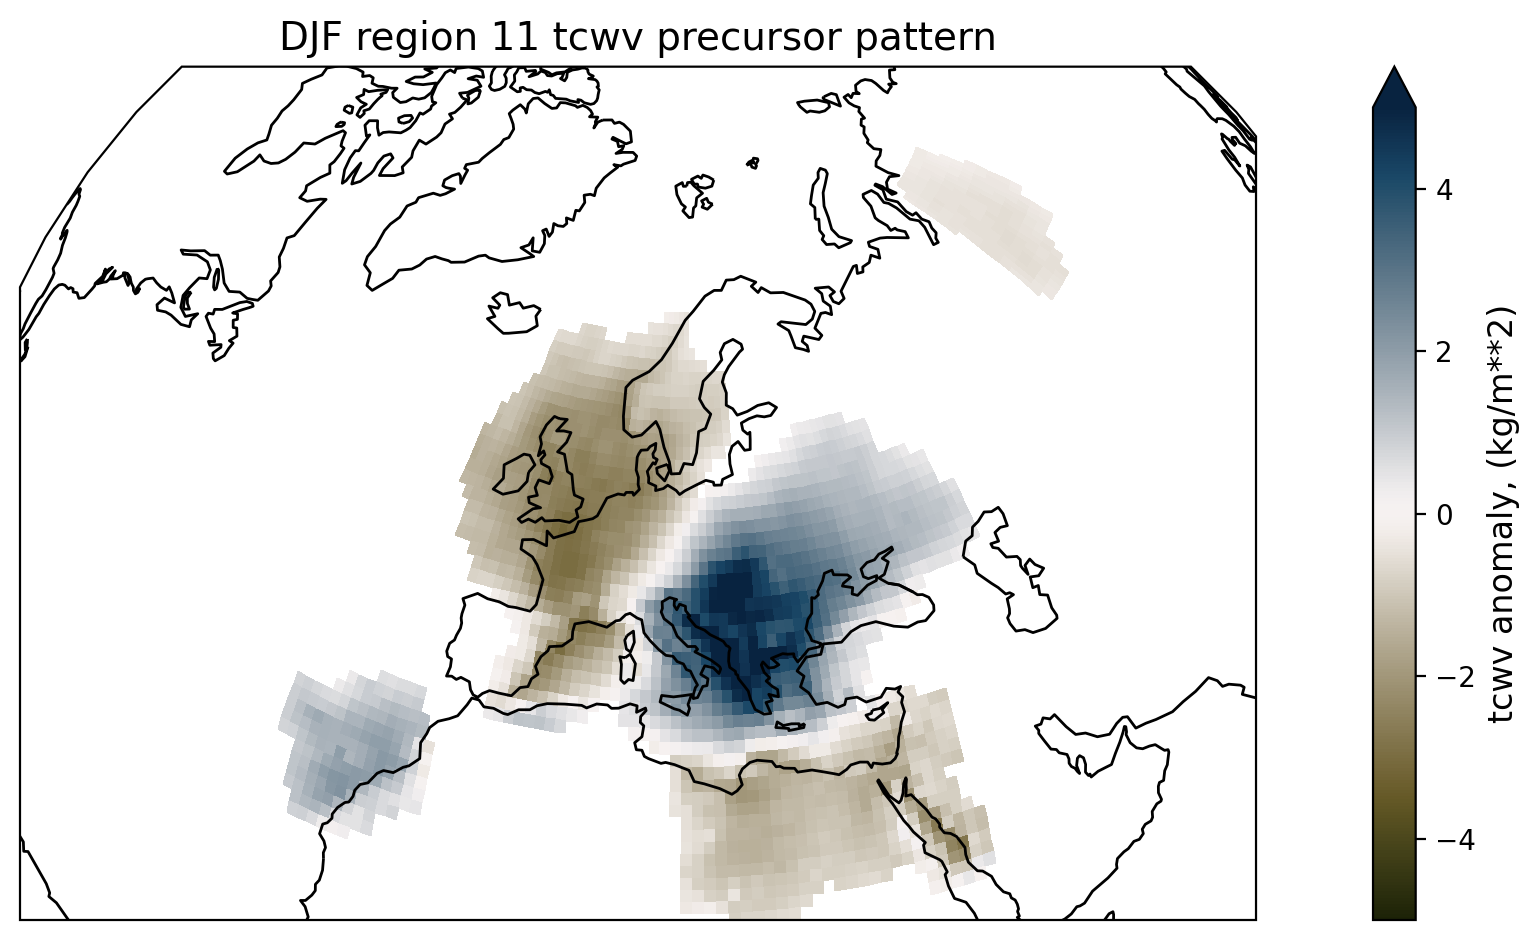 DJF region 11 tcwv precursor pattern
4
2
0
−2
−4
tcwv anomaly, (kg/m**2)